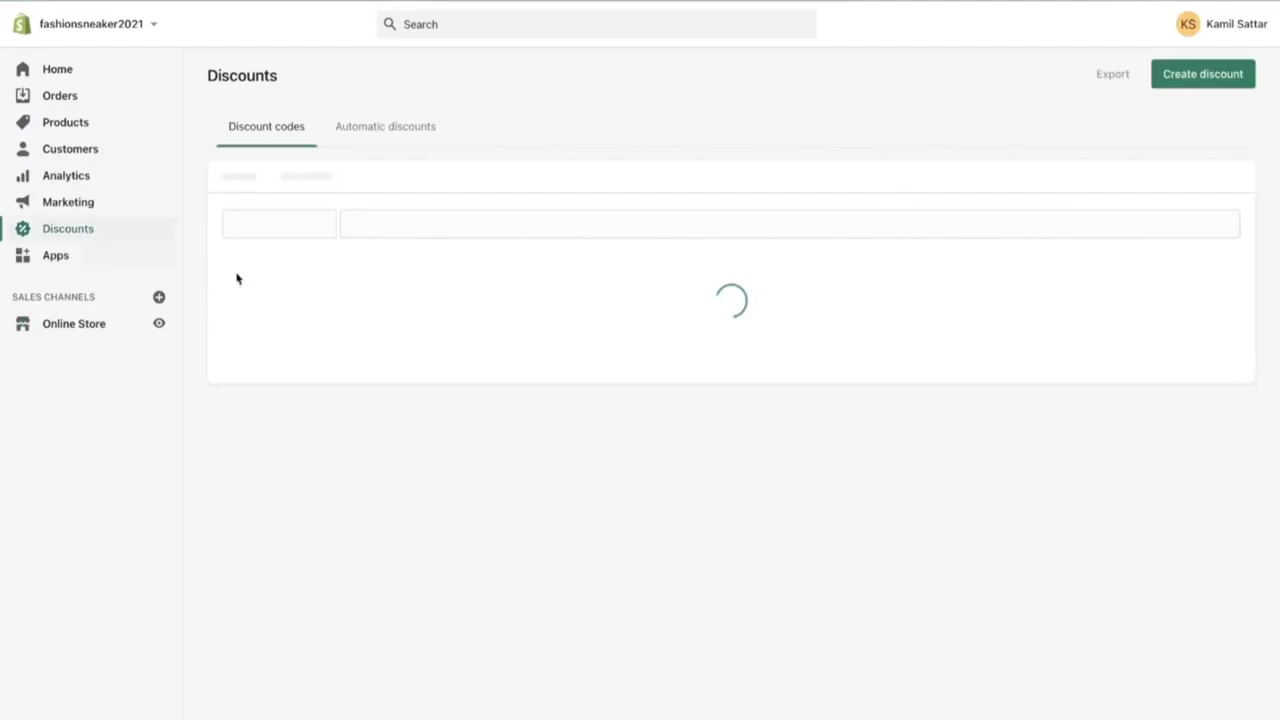 fashionsneaker2021
Search
KS Kamil Sattar
Home
Orders
Products
Customers
Analytics
Marketing
Discounts
Apps
SALES CHANNELS
Online Store
Discounts
Export
Create discount
Discount codes
Automatic discounts